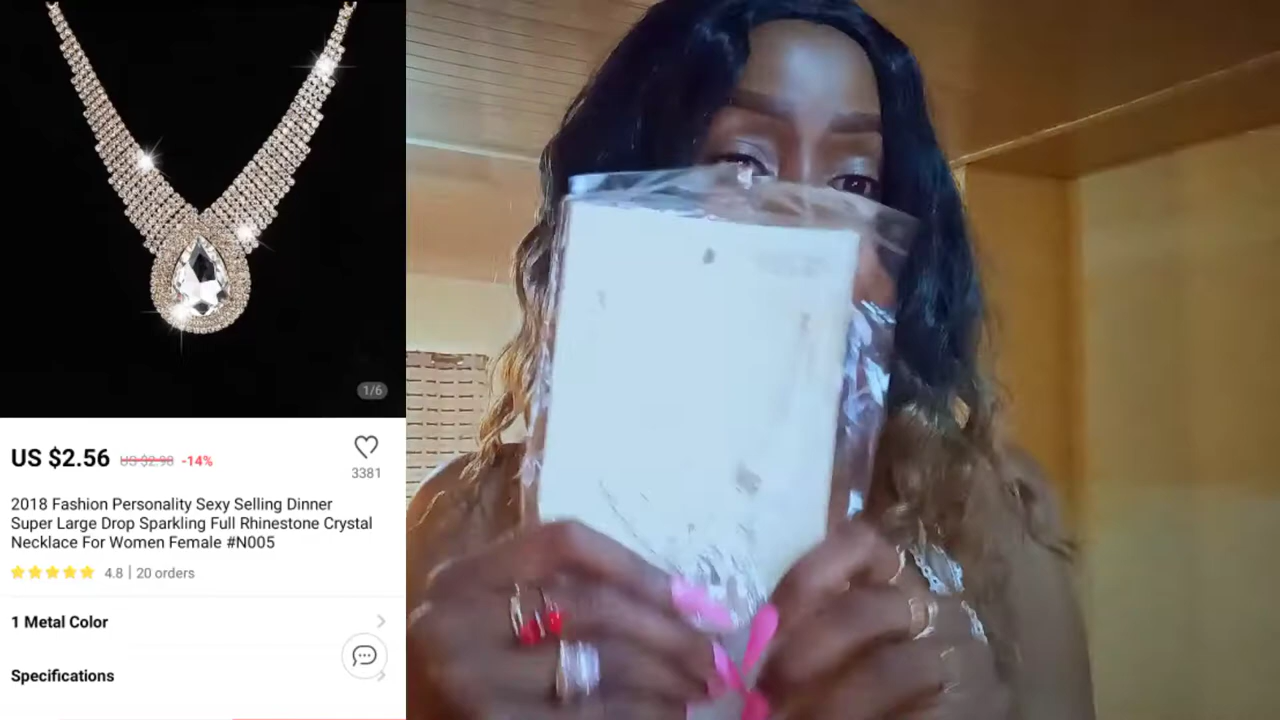 1/6
US $2.56 US $2.98 -14%
3381
2018 Fashion Personality Sexy Selling Dinner
Super Large Drop Sparkling Full Rhinestone Crystal
Necklace For Women Female #N005
4.8 | 20 orders
1 Metal Color
Specifications